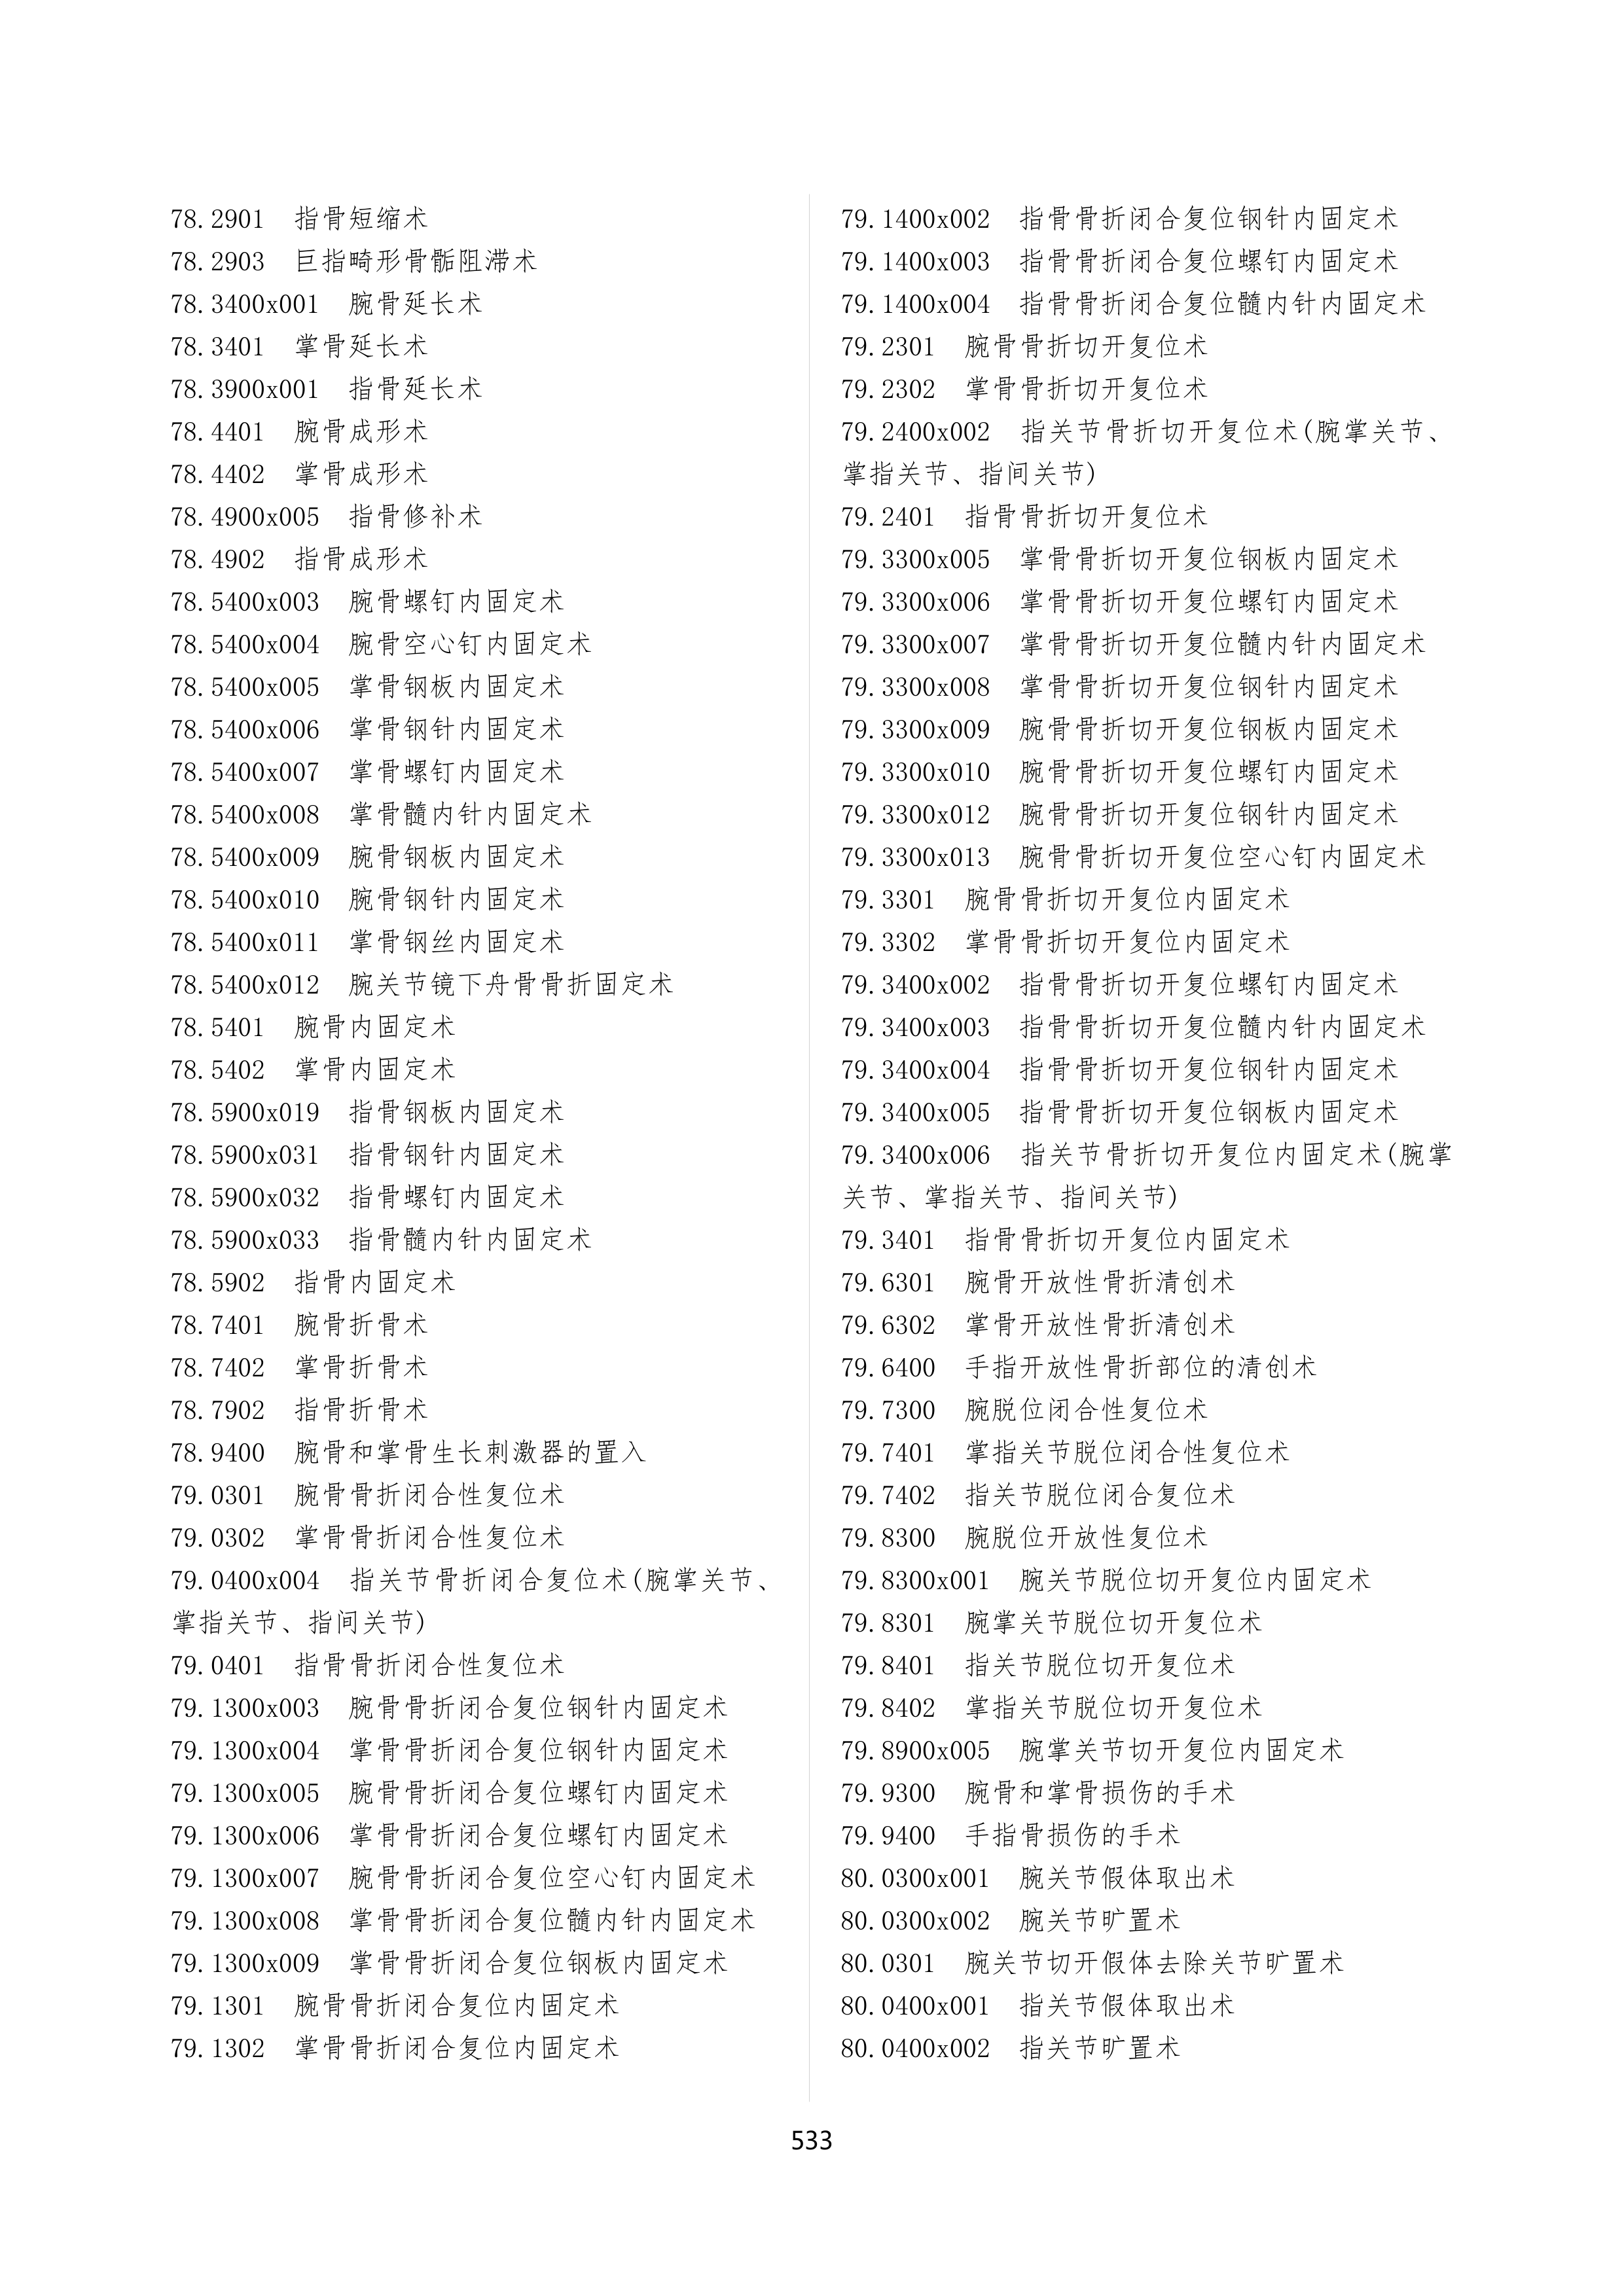 78.2901 指骨短缩术
78.2903 巨指畸形骨骺阻滞术
78.3400x001 腕骨延长术
78.3401 掌骨延长术
78.3900x001 指骨延长术
78.4401 腕骨成形术
78.4402 掌骨成形术
78.4900x005 指骨修补术
78.4902 指骨成形术
78.5400x003 腕骨螺钉内固定术
78.5400x004 腕骨空心钉内固定术
78.5400x005 掌骨钢板内固定术
78.5400x006 掌骨钢针内固定术
78.5400x007 掌骨螺钉内固定术
78.5400x008 掌骨髓内针内固定术
78.5400x009 腕骨钢板内固定术
78.5400x010 腕骨钢针内固定术
78.5400x011 掌骨钢丝内固定术
78.5400x012 腕关节镜下舟骨骨折固定术
78.5401 腕骨内固定术
78.5402 掌骨内固定术
78.5900x019 指骨钢板内固定术
78.5900x031 指骨钢针内固定术
78.5900x032 指骨螺钉内固定术
78.5900x033 指骨髓内针内固定术
78.5902 指骨内固定术
78.7401 腕骨折骨术
78.7402 掌骨折骨术
78.7902 指骨折骨术
78.9400 腕骨和掌骨生长刺激器的置入
79.0301 腕骨骨折闭合性复位术
79.0302 掌骨骨折闭合性复位术
79.0400x004 指关节骨折闭合复位术(腕掌关节、
掌指关节、指间关节)
79.0401 指骨骨折闭合性复位术
79.1300x003 腕骨骨折闭合复位钢针内固定术
79.1300x004 掌骨骨折闭合复位钢针内固定术
79.1300x005 腕骨骨折闭合复位螺钉内固定术
79.1300x006 掌骨骨折闭合复位螺钉内固定术
79.1300x007 腕骨骨折闭合复位空心钉内固定术
79.1300x008 掌骨骨折闭合复位髓内针内固定术
79.1300x009 掌骨骨折闭合复位钢板内固定术
79.1301 腕骨骨折闭合复位内固定术
79.1302 掌骨骨折闭合复位内固定术
79.1400x002 指骨骨折闭合复位钢针内固定术
79.1400x003 指骨骨折闭合复位螺钉内固定术
79.1400x004 指骨骨折闭合复位髓内针内固定术
79.2301 腕骨骨折切开复位术
79.2302 掌骨骨折切开复位术
79.2400x002 指关节骨折切开复位术(腕掌关节、
掌指关节、指间关节)
79.2401 指骨骨折切开复位术
79.3300x005 掌骨骨折切开复位钢板内固定术
79.3300x006 掌骨骨折切开复位螺钉内固定术
79.3300x007 掌骨骨折切开复位髓内针内固定术
79.3300x008 掌骨骨折切开复位钢针内固定术
79.3300x009 腕骨骨折切开复位钢板内固定术
79.3300x010 腕骨骨折切开复位螺钉内固定术
79.3300x012 腕骨骨折切开复位钢针内固定术
79.3300x013 腕骨骨折切开复位空心钉内固定术
79.3301 腕骨骨折切开复位内固定术
79.3302 掌骨骨折切开复位内固定术
79.3400x002 指骨骨折切开复位螺钉内固定术
79.3400x003 指骨骨折切开复位髓内针内固定术
79.3400x004 指骨骨折切开复位钢针内固定术
79.3400x005 指骨骨折切开复位钢板内固定术
79.3400x006 指关节骨折切开复位内固定术(腕掌
关节、掌指关节、指间关节)
79.3401 指骨骨折切开复位内固定术
79.6301 腕骨开放性骨折清创术
79.6302 掌骨开放性骨折清创术
79.6400 手指开放性骨折部位的清创术
79.7300 腕脱位闭合性复位术
79.7401 掌指关节脱位闭合性复位术
79.7402 指关节脱位闭合复位术
79.8300 腕脱位开放性复位术
79.8300x001 腕关节脱位切开复位内固定术
79.8301 腕掌关节脱位切开复位术
79.8401 指关节脱位切开复位术
79.8402 掌指关节脱位切开复位术
79.8900x005 腕掌关节切开复位内固定术
79.9300 腕骨和掌骨损伤的手术
79.9400 手指骨损伤的手术
80.0300x001 腕关节假体取出术
80.0300x002 腕关节旷置术
80.0301 腕关节切开假体去除关节旷置术
80.0400x001 指关节假体取出术
80.0400x002 指关节旷置术
533